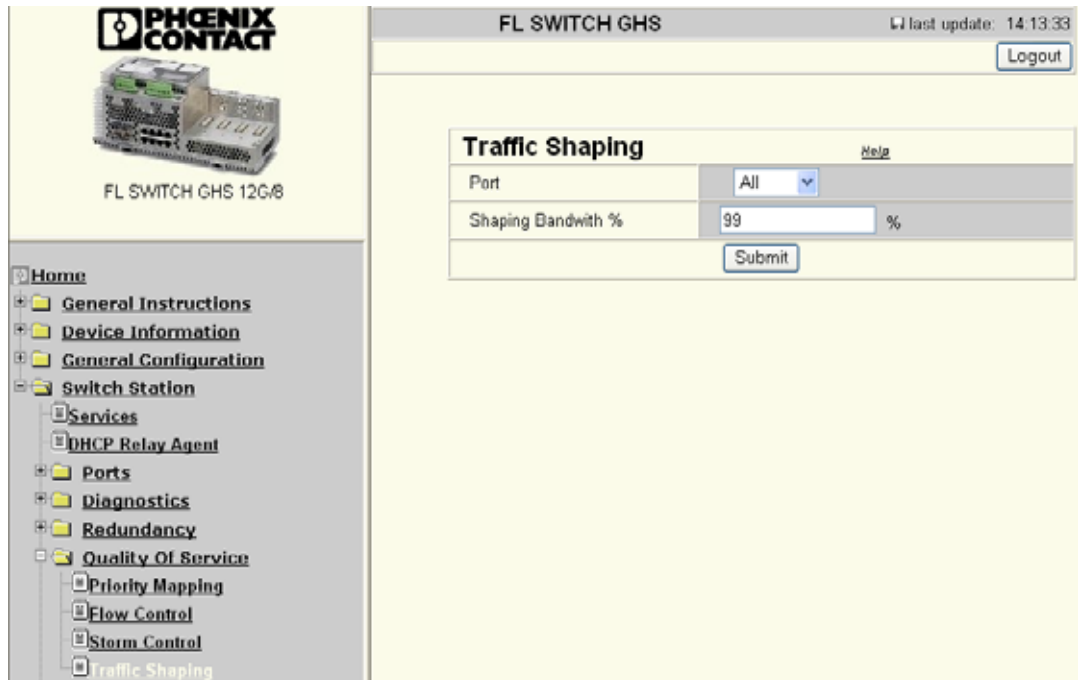 PHŒNIX
CONTACT
FL SWITCH GHS 12G/8
Home
General Instructions
Device Information
General Configuration
Switch Station
Services
DHCP Relay Agent
Ports
Diagnostics
Redundancy
Quality Of Service
Priority Mapping
Flow Control
Storm Control
Traffic Shaping
FL SWITCH GHS last update: 14:13:33
Logout
Traffic Shaping Help
Port All
Shaping Bandwith % 99 %
Submit